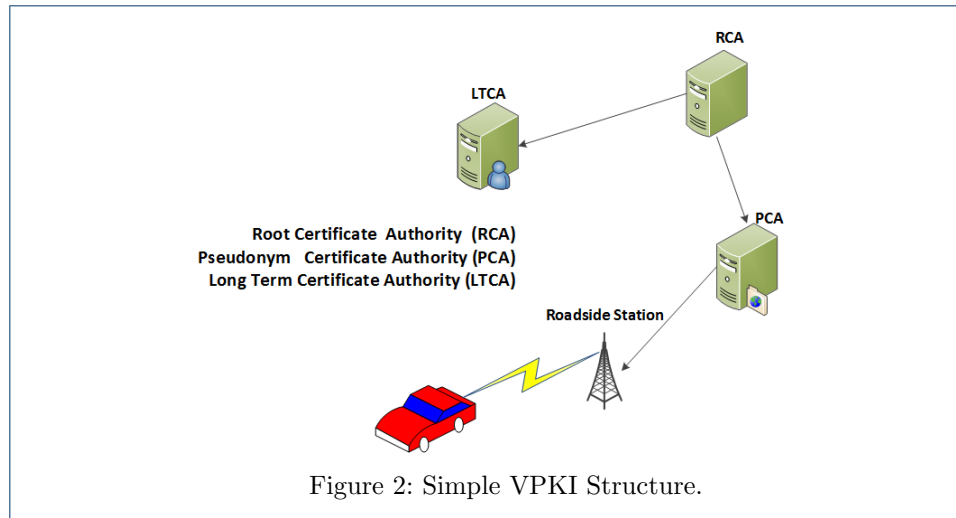 RCA
LTCA
PCA
Root Certificate Authority (RCA)
Pseudonym Certificate Authority (PCA)
Long Term Certificate Authority (LTCA)
Roadside Station
Figure 2: Simple VPKI Structure.